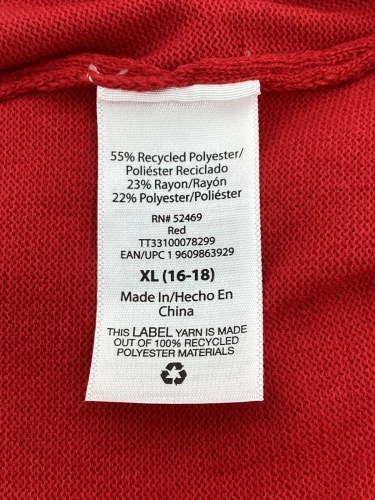 55% Recycled Polyester/
Poliéster Reciclado
23% Rayon/Rayón
22% Polyester/Poliéster
RN# 52469
Red
TT33100078299
EAN/UPC 1 9609863929
XL (16-18)
Made In/Hecho En
China
THIS LABEL YARN IS MADE
OUT OF 100% RECYCLED
POLYESTER MATERIALS